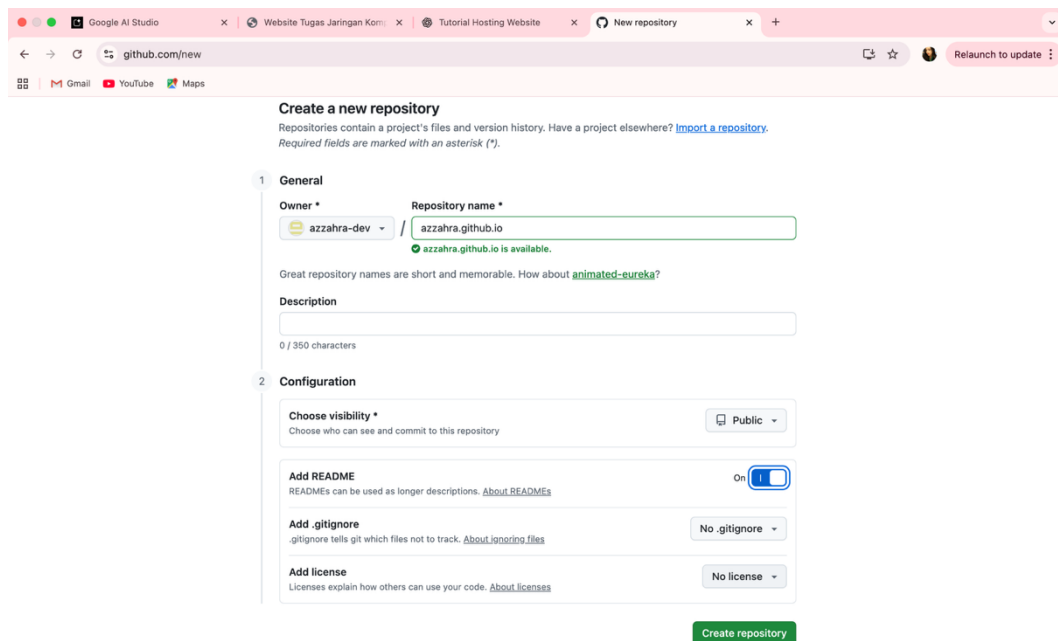 Google AI Studio
Website Tugas Jaringan Kom
Tutorial Hosting Website
New repository
github.com/new
Relaunch to update
Gmail
YouTube
Maps
Create a new repository
Repositories contain a project's files and version history. Have a project elsewhere? Import a repository.
Required fields are marked with an asterisk (*).
1 General
Owner * Repository name *
azzahra-dev / azzahra.github.io
azzahra.github.io is available.
Great repository names are short and memorable. How about animated-eureka?
Description
0 / 350 characters
2 Configuration
Choose visibility *
Choose who can see and commit to this repository
Public
Add README
READMEs can be used as longer descriptions. About READMEs
On
Add .gitignore
.gitignore tells git which files not to track. About ignoring files
No .gitignore
Add license
Licenses explain how others can use your code. About licenses
No license
Create repository